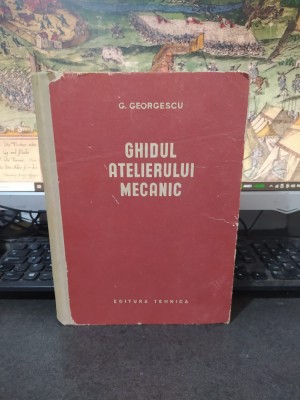 G. GEORGESCU
GHIDUL
ATELIERULUI
MECANIC
EDITURA TEHNICA